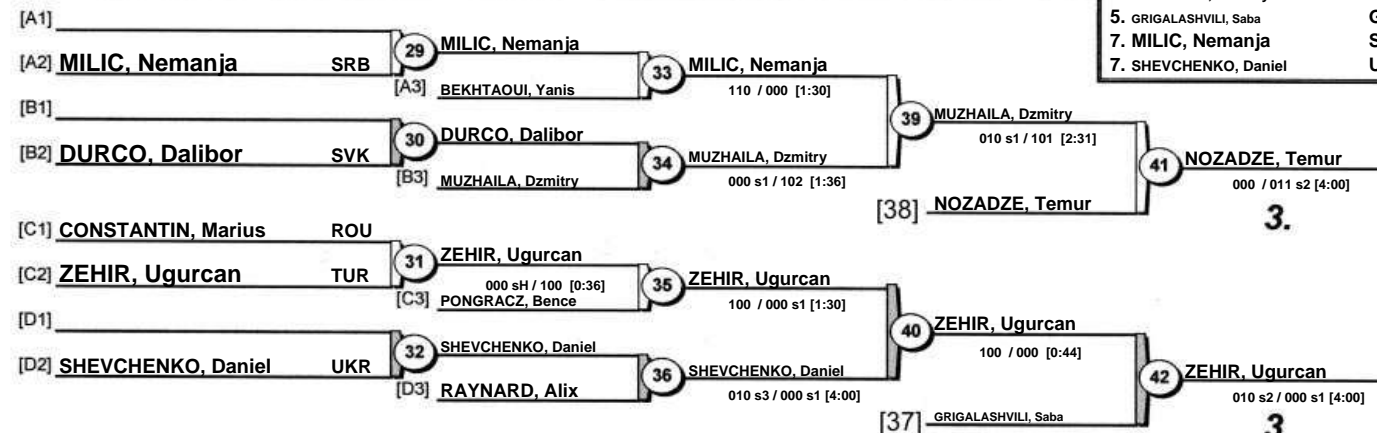 5. GRIGALASHVILI, Saba
7. MILIC, Nemanja
7. SHEVCHENKO, Daniel
[A1]
[A2] MILIC, Nemanja SRB
29
MILIC, Nemanja
[A3] BEKHTAOUI, Yanis
33
MILIC, Nemanja
110 / 000 [1:30]
[B1]
[B2] DURCO, Dalibor SVK
30
DURCO, Dalibor
[B3] MUZHAILA, Dzmitry
34
MUZHAILA, Dzmitry
000 s1 / 102 [1:36]
39
MUZHAILA, Dzmitry
010 s1 / 101 [2:31]
[38] NOZADZE, Temur
41
NOZADZE, Temur
000 / 011 s2 [4:00]
3.
[C1] CONSTANTIN, Marius ROU
[C2] ZEHIR, Ugurcan TUR
31
ZEHIR, Ugurcan
000 sH / 100 [0:36]
[C3] PONGRACZ, Bence
35
ZEHIR, Ugurcan
100 / 000 s1 [1:30]
[D1]
[D2] SHEVCHENKO, Daniel UKR
32
SHEVCHENKO, Daniel
[D3] RAYNARD, Alix
36
SHEVCHENKO, Daniel
010 s3 / 000 s1 [4:00]
40
ZEHIR, Ugurcan
100 / 000 [0:44]
[37] GRIGALASHVILI, Saba
42
ZEHIR, Ugurcan
010 s2 / 000 s1 [4:00]
3